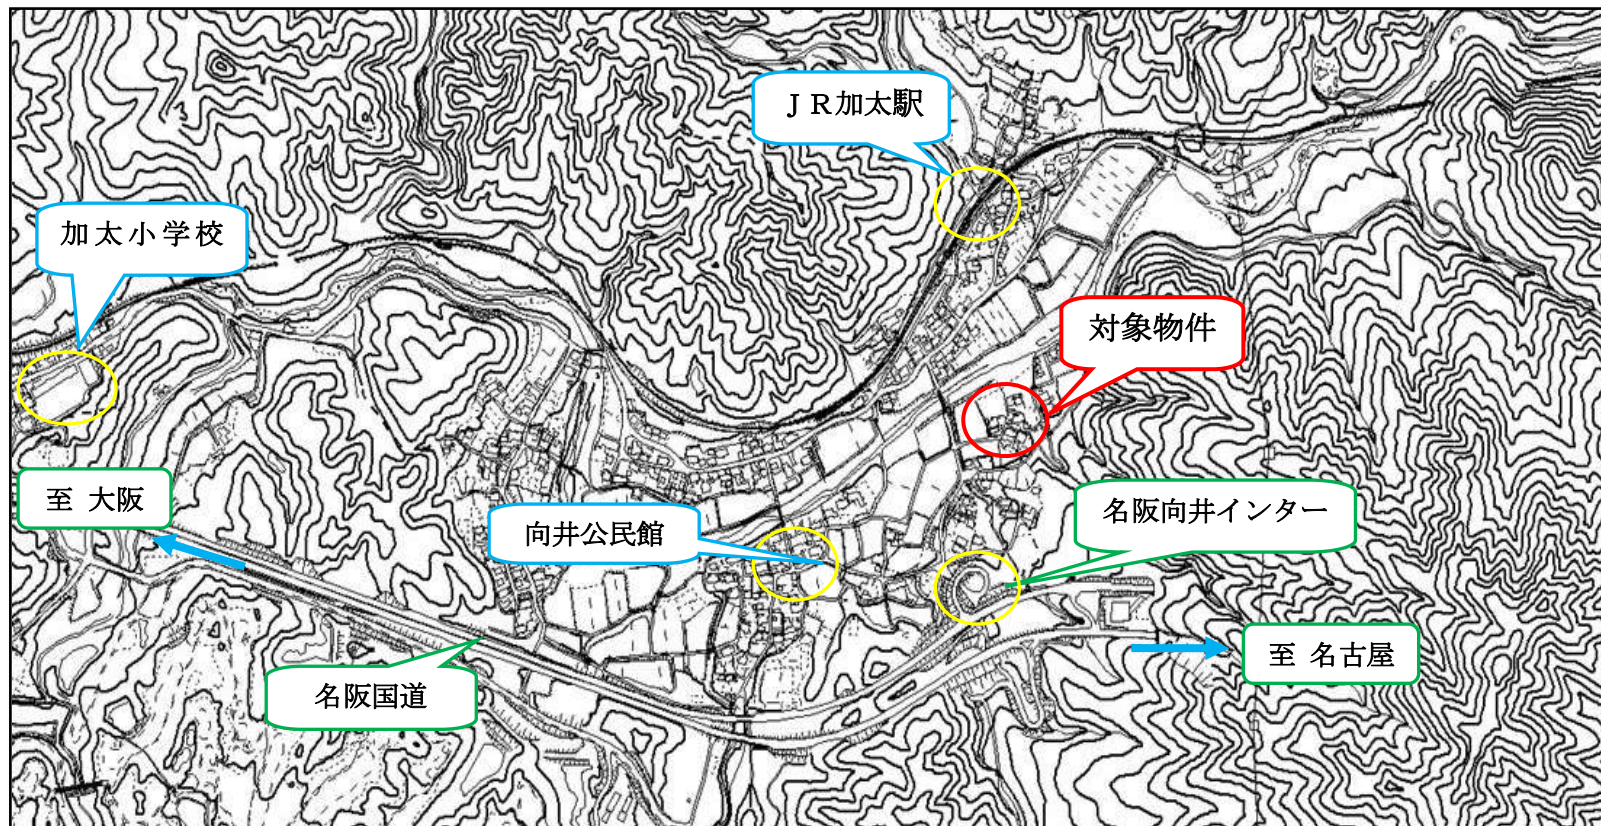 ＪＲ加太駅
加太小学校
対象物件
至 大阪
名阪向井インター
向井公民館
至 名古屋
名阪国道